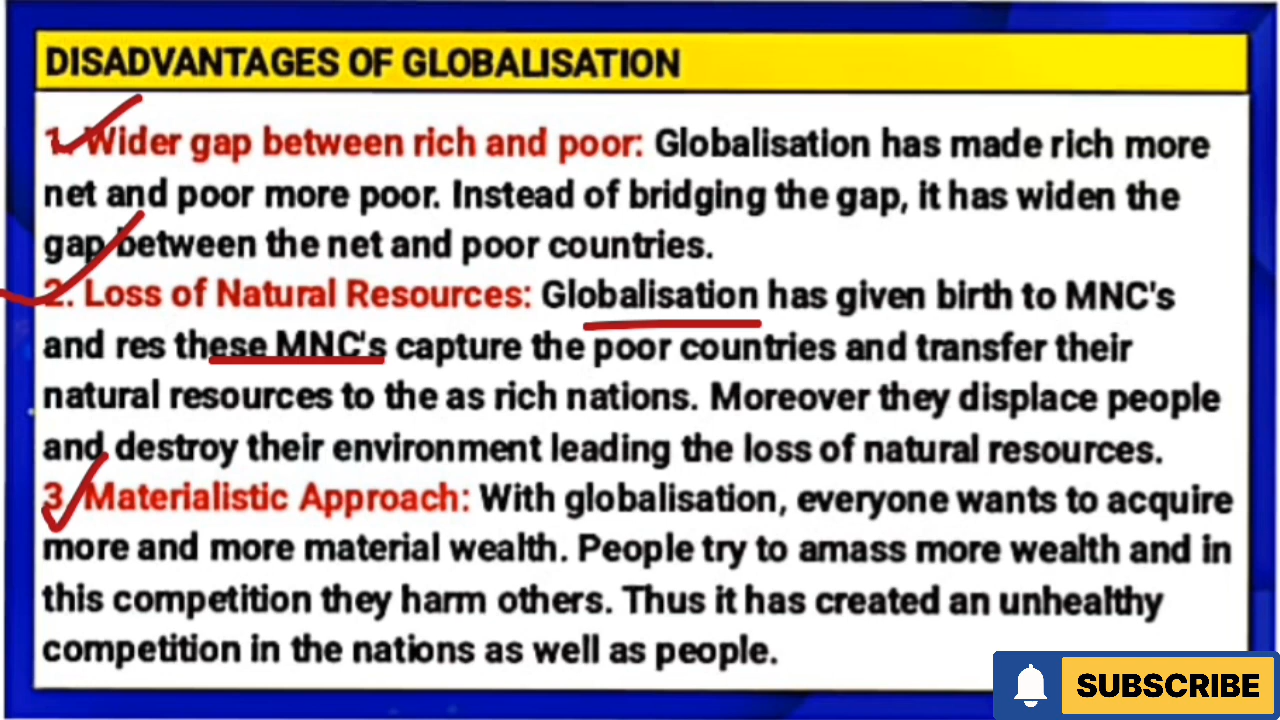 DISADVANTAGES OF GLOBALISATION
1. Wider gap between rich and poor: Globalisation has made rich more
net and poor more poor. Instead of bridging the gap, it has widen the
gap between the net and poor countries.
2. Loss of Natural Resources: Globalisation has given birth to MNC's
and res these MNC's capture the poor countries and transfer their
natural resources to the as rich nations. Moreover they displace people
and destroy their environment leading the loss of natural resources.
3. Materialistic Approach: With globalisation, everyone wants to acquire
more and more material wealth. People try to amass more wealth and in
this competition they harm others. Thus it has created an unhealthy
competition in the nations as well as people.
SUBSCRIBE